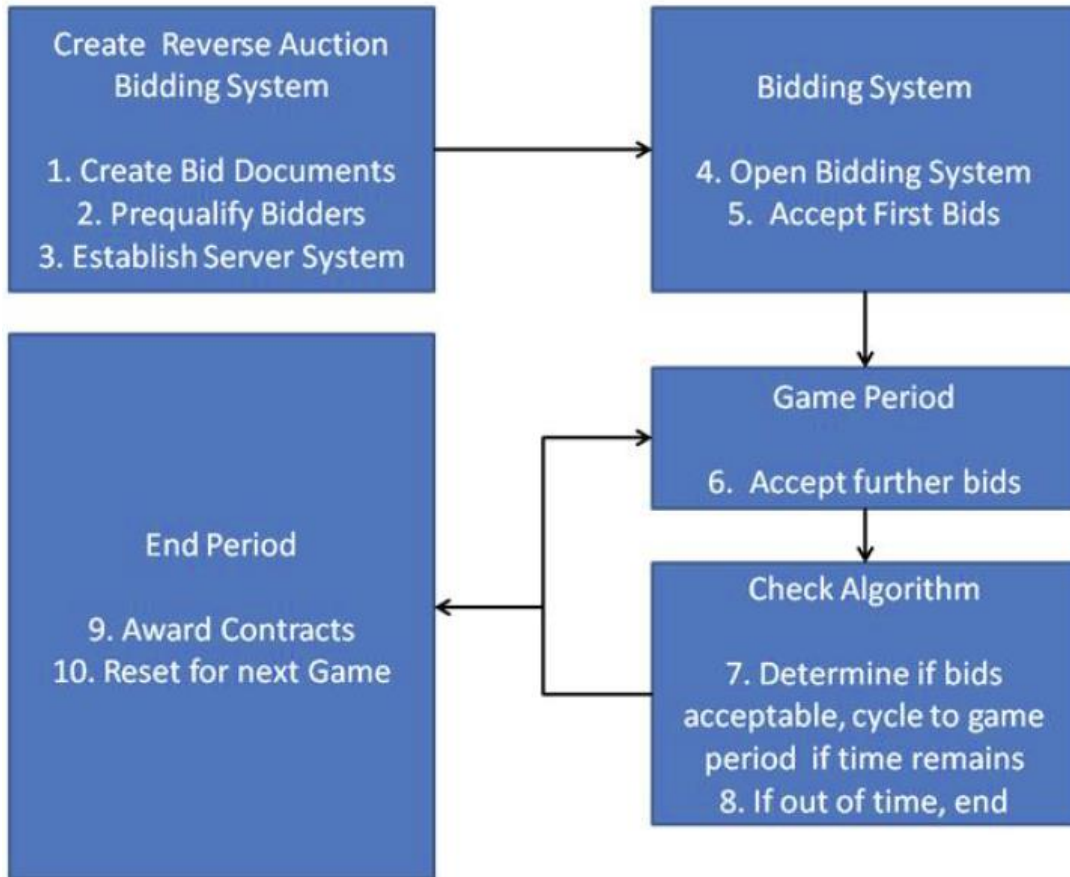 Create Reverse Auction
Bidding System
1. Create Bid Documents
2. Prequalify Bidders
3. Establish Server System
Bidding System
4. Open Bidding System
5. Accept First Bids
Game Period
6. Accept further bids
Check Algorithm
7. Determine if bids
acceptable, cycle to game
period if time remains
8. If out of time, end
End Period
9. Award Contracts
10. Reset for next Game